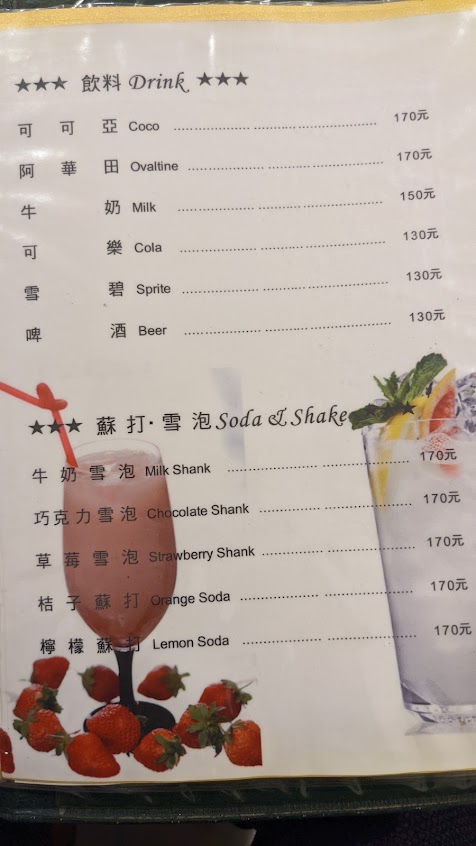 ★★★ 飲料 Drink ★★★
可可亞 Coco 170元
阿華田 Ovaltine 170元
牛奶 Milk 150元
可樂 Cola 130元
雪碧 Sprite 130元
啤酒 Beer 130元
★★★ 蘇打·雪泡 Soda & Shake ★
牛奶雪泡 Milk Shank 170元
巧克力雪泡 Chocolate Shank 170元
草莓雪泡 Strawberry Shank 170元
桔子蘇打 Orange Soda 170元
檸檬蘇打 Lemon Soda 170元